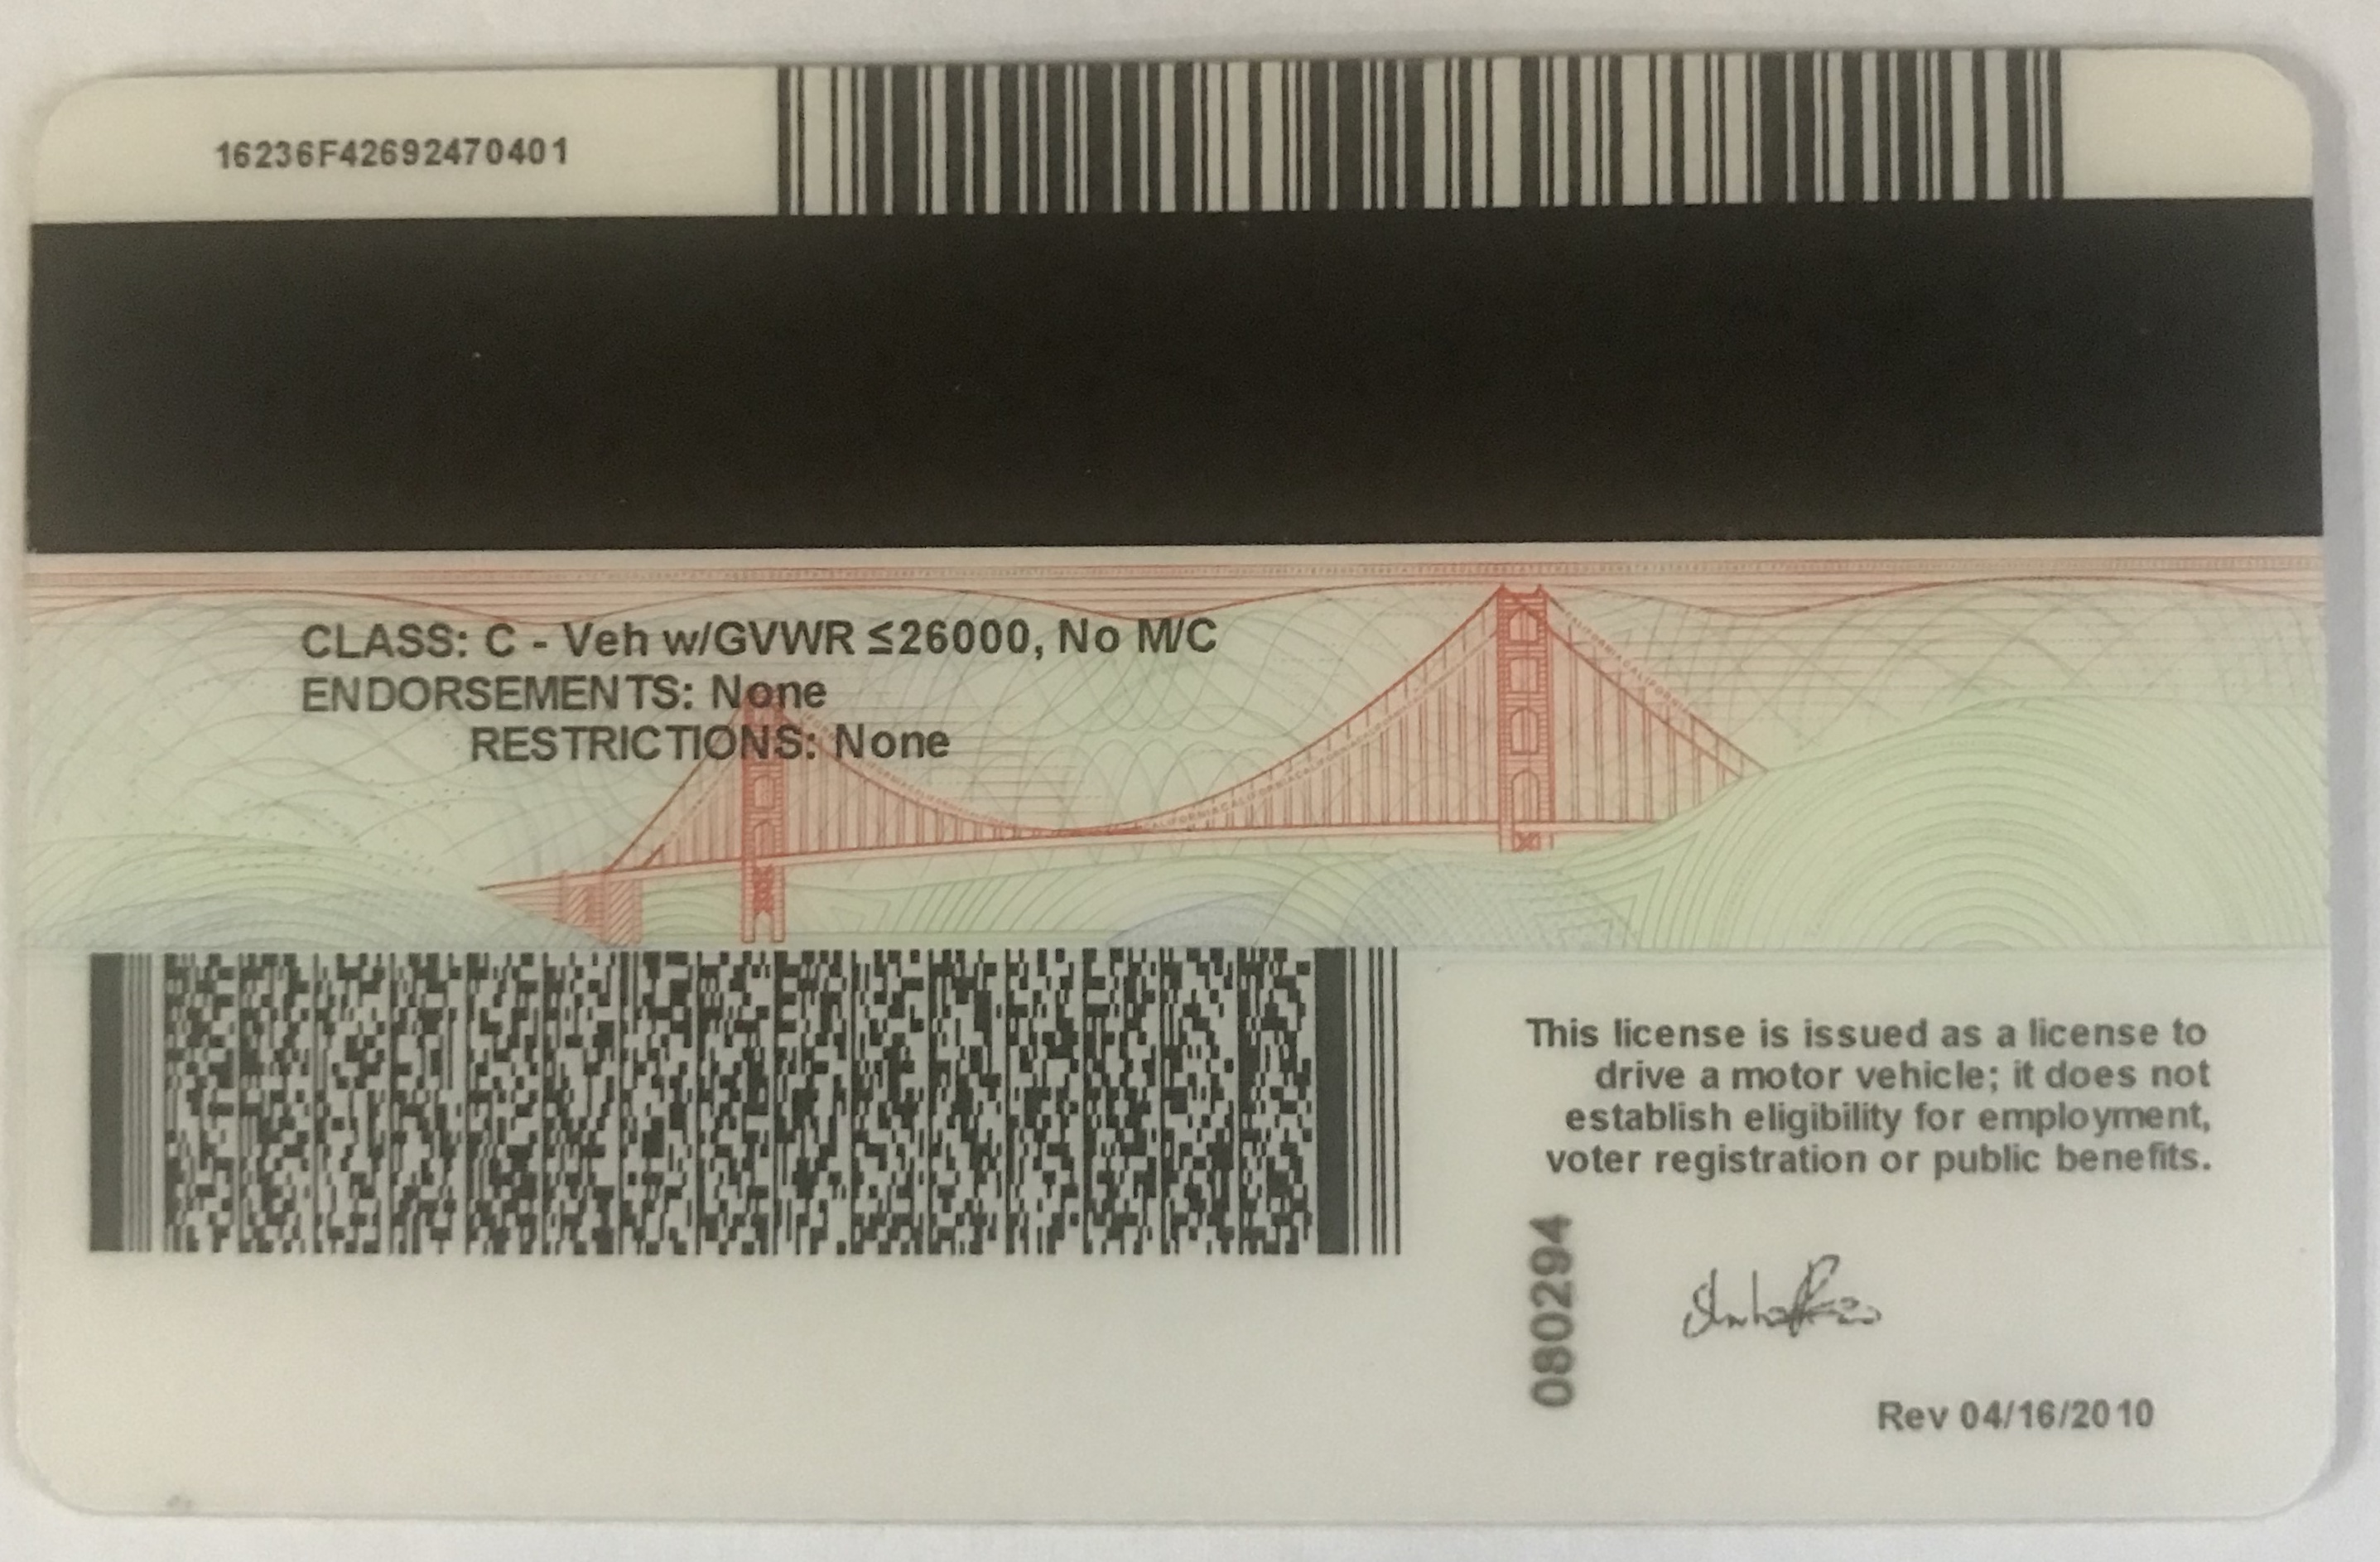 16236F42692470401
CLASS: C - Veh w/GVWR ≤26000, No M/C
ENDORSEMENTS: None
RESTRICTIONS: None
This license is issued as a license to
drive a motor vehicle; it does not
establish eligibility for employment,
voter registration or public benefits.
080294
Rev 04/16/2010